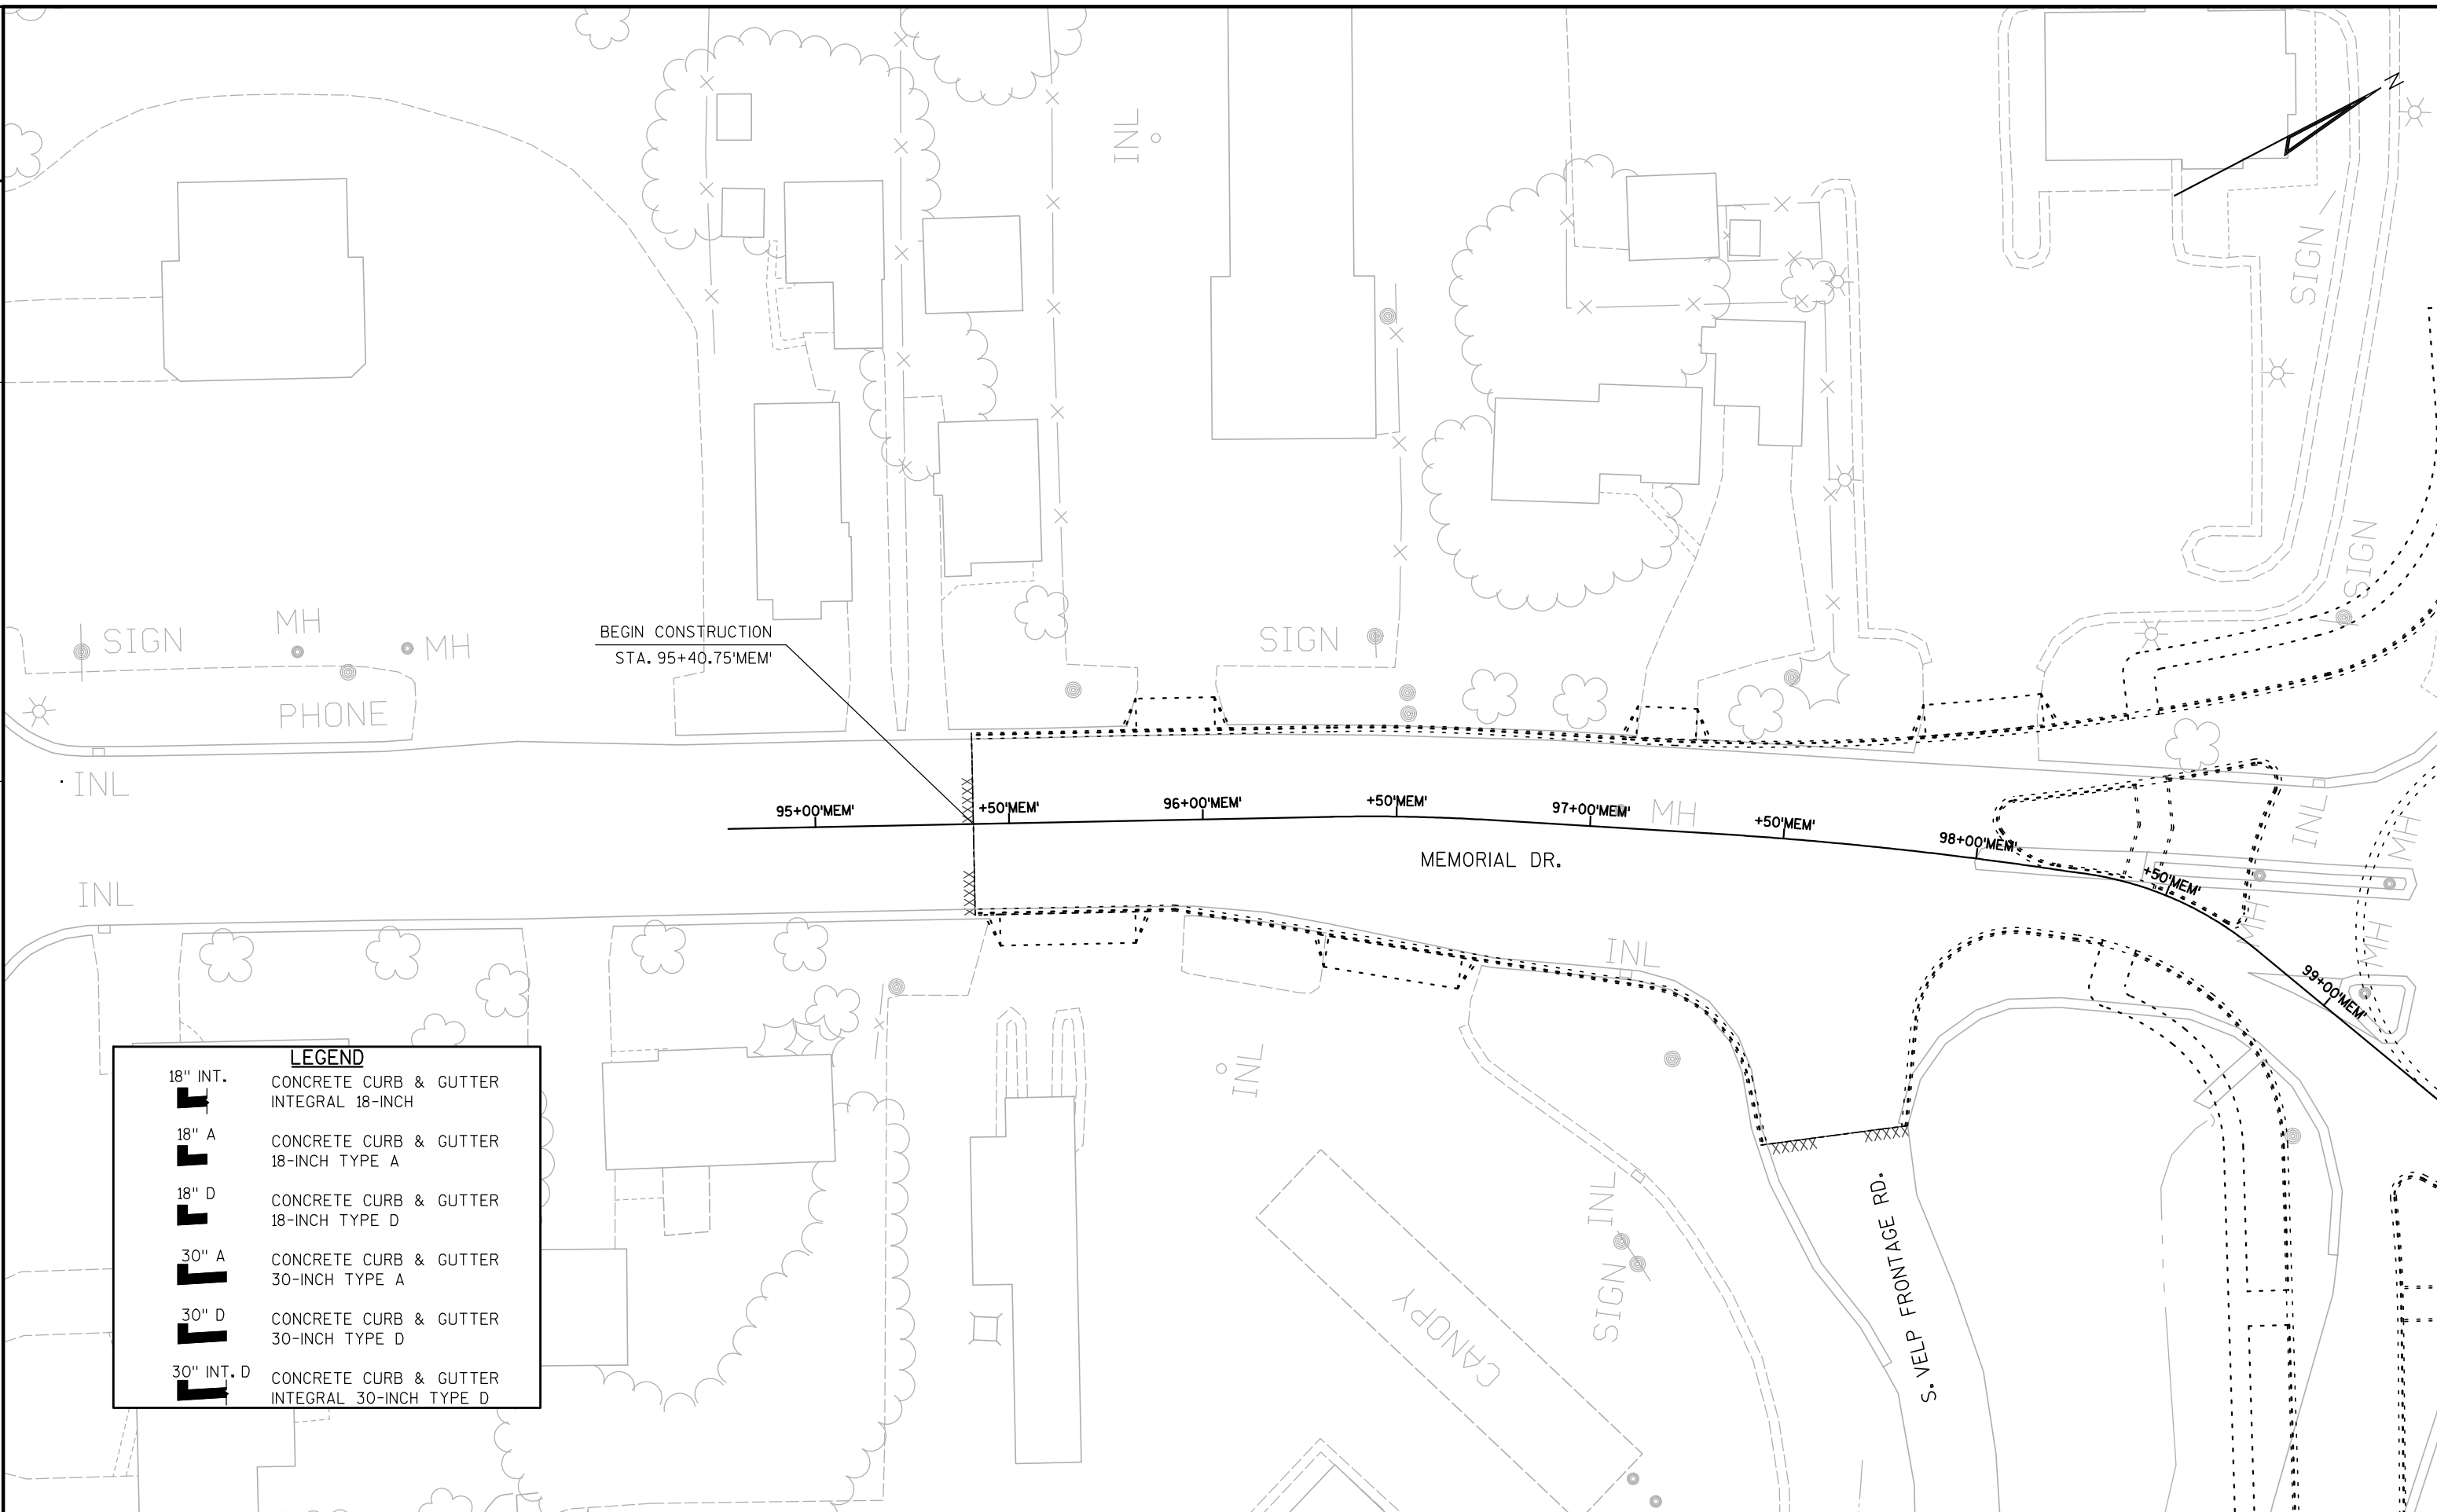 N
INL
SIGN
SIGN
SIGN
MH
MH
PHONE
BEGIN CONSTRUCTION
STA. 95+40.75'MEM'
SIGN
INL
95+00'MEM'
+50'MEM'
96+00'MEM'
+50'MEM'
97+00'MEM'
MH
+50'MEM'
98+00'MEM'
+50'MEM'
99+00'MEM'
INL
MH
MEMORIAL DR.
INL
MH
MH
INL
INL
SIGN
INL
CANOPY
S. VELP FRONTAGE RD.
LEGEND
18" INT.
CONCRETE CURB & GUTTER
INTEGRAL 18-INCH
18" A
CONCRETE CURB & GUTTER
18-INCH TYPE A
18" D
CONCRETE CURB & GUTTER
18-INCH TYPE D
30" A
CONCRETE CURB & GUTTER
30-INCH TYPE A
30" D
CONCRETE CURB & GUTTER
30-INCH TYPE D
30" INT. D
CONCRETE CURB & GUTTER
INTEGRAL 30-INCH TYPE D